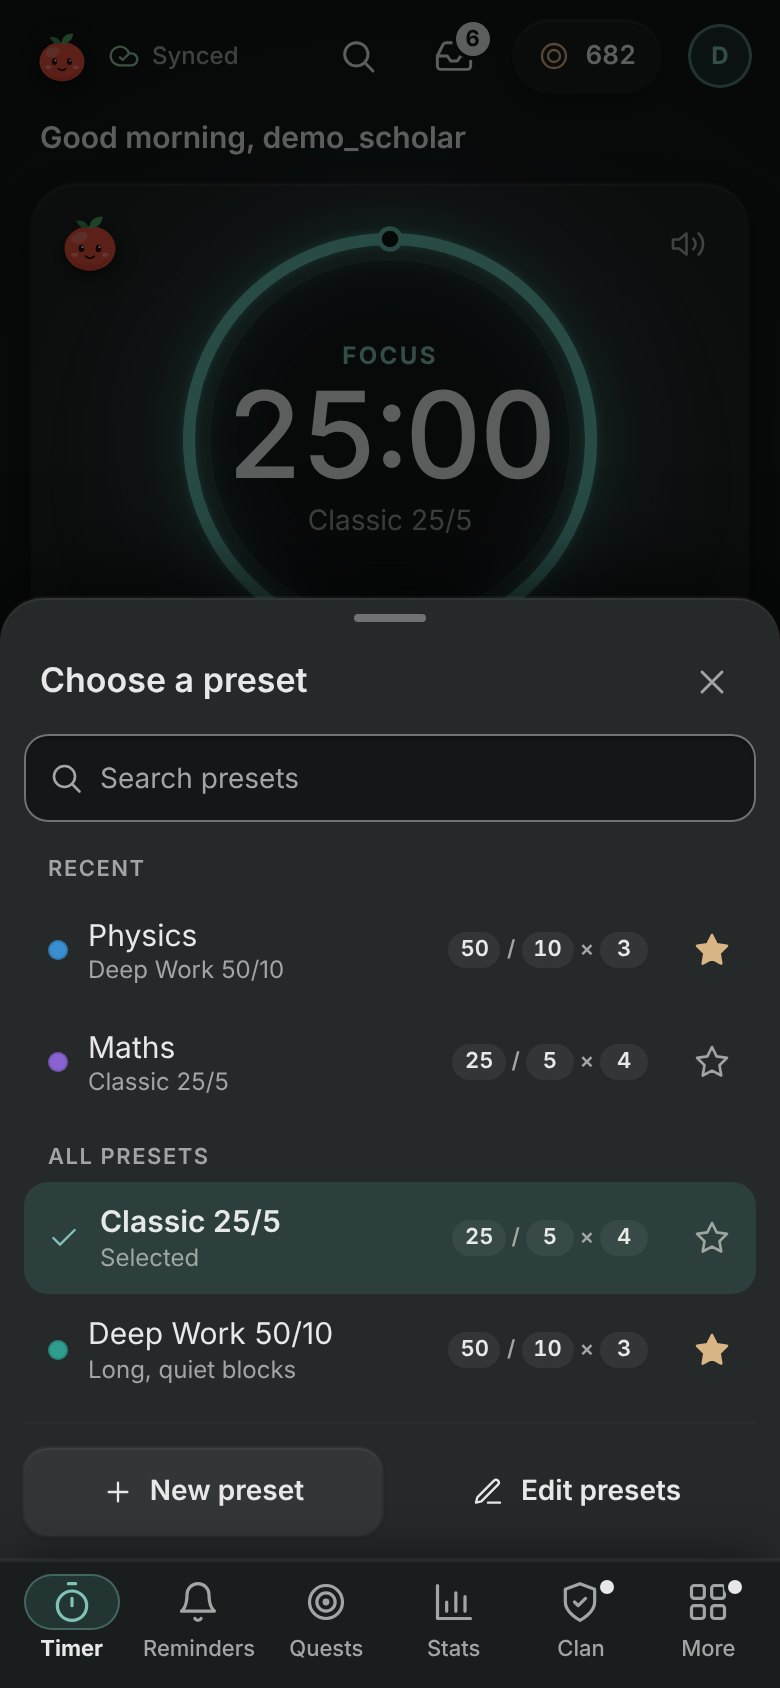 Synced
6
682
D
Good morning, demo_scholar
FOCUS
25:00
Classic 25/5
Choose a preset
Search presets
RECENT
Physics
50 / 10 × 3
Deep Work 50/10
Maths
25 / 5 × 4
Classic 25/5
ALL PRESETS
Classic 25/5
25 / 5 × 4
Selected
Deep Work 50/10
50 / 10 × 3
Long, quiet blocks
New preset
Edit presets
Timer
Reminders
Quests
Stats
Clan
More